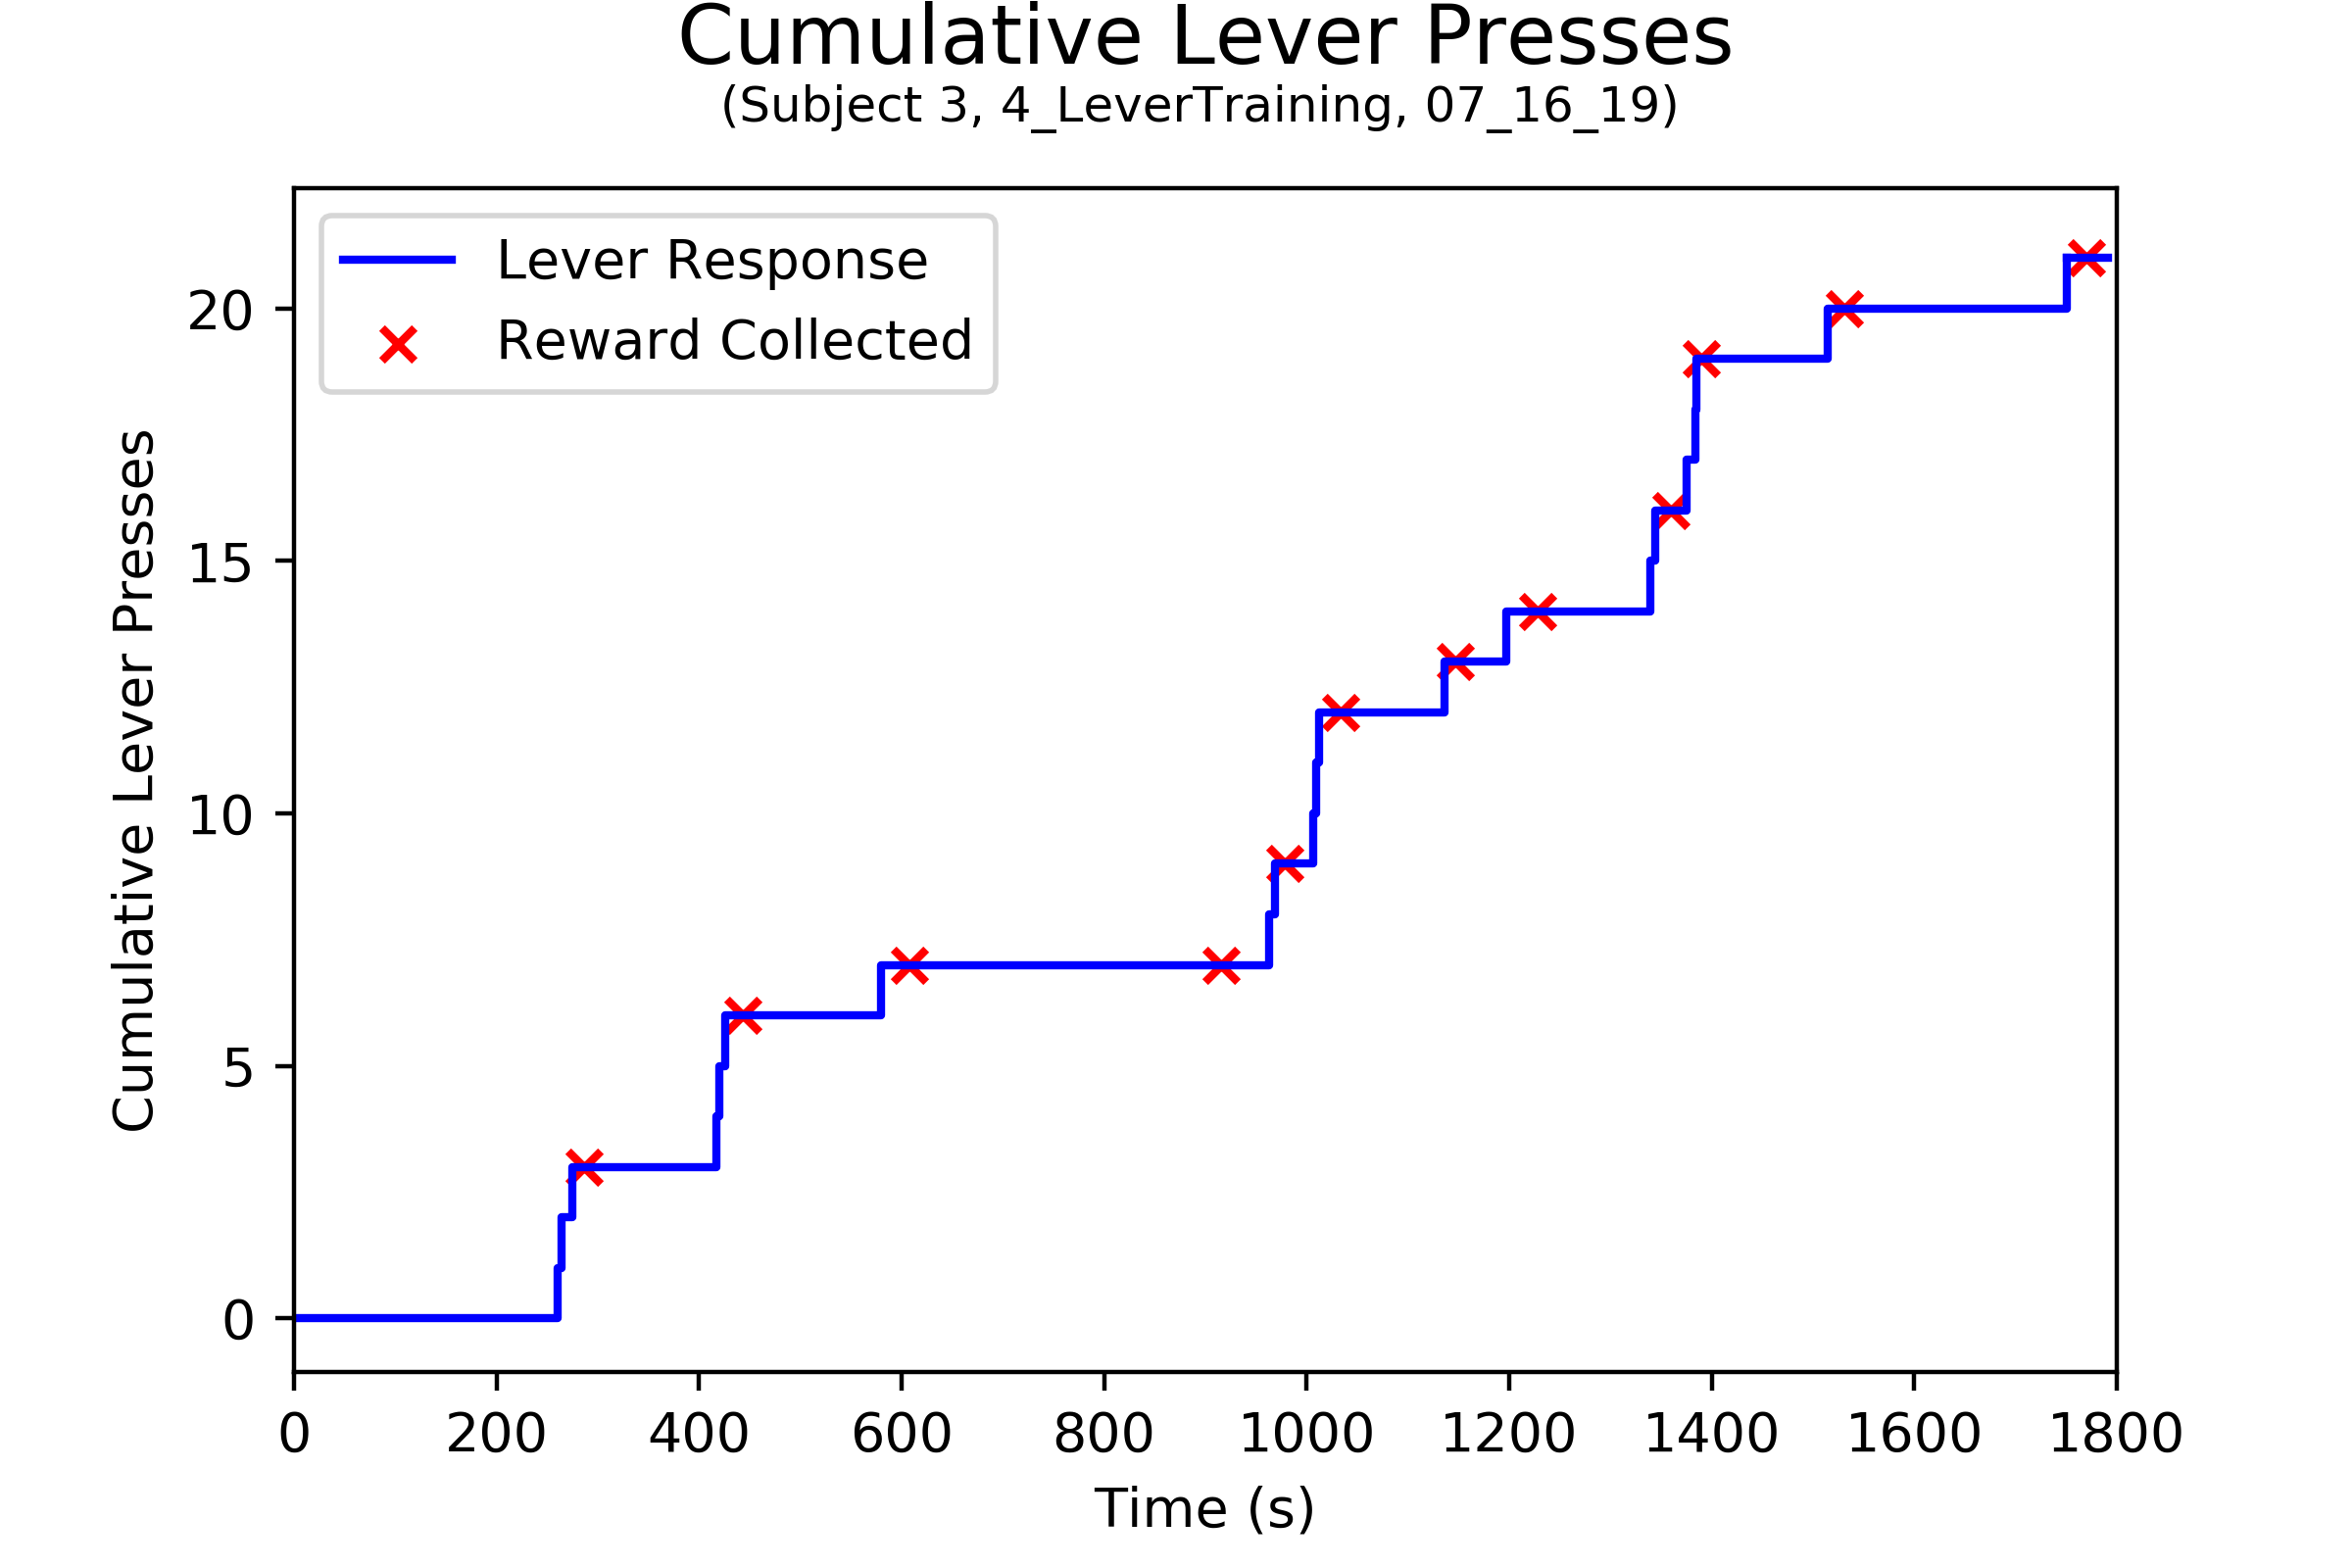 Cumulative Lever Presses
(Subject 3, 4_LeverTraining, 07_16_19)
Lever Response
Reward Collected
Cumulative Lever Presses
20
15
10
5
0
0 200 400 600 800 1000 1200 1400 1600 1800
Time (s)